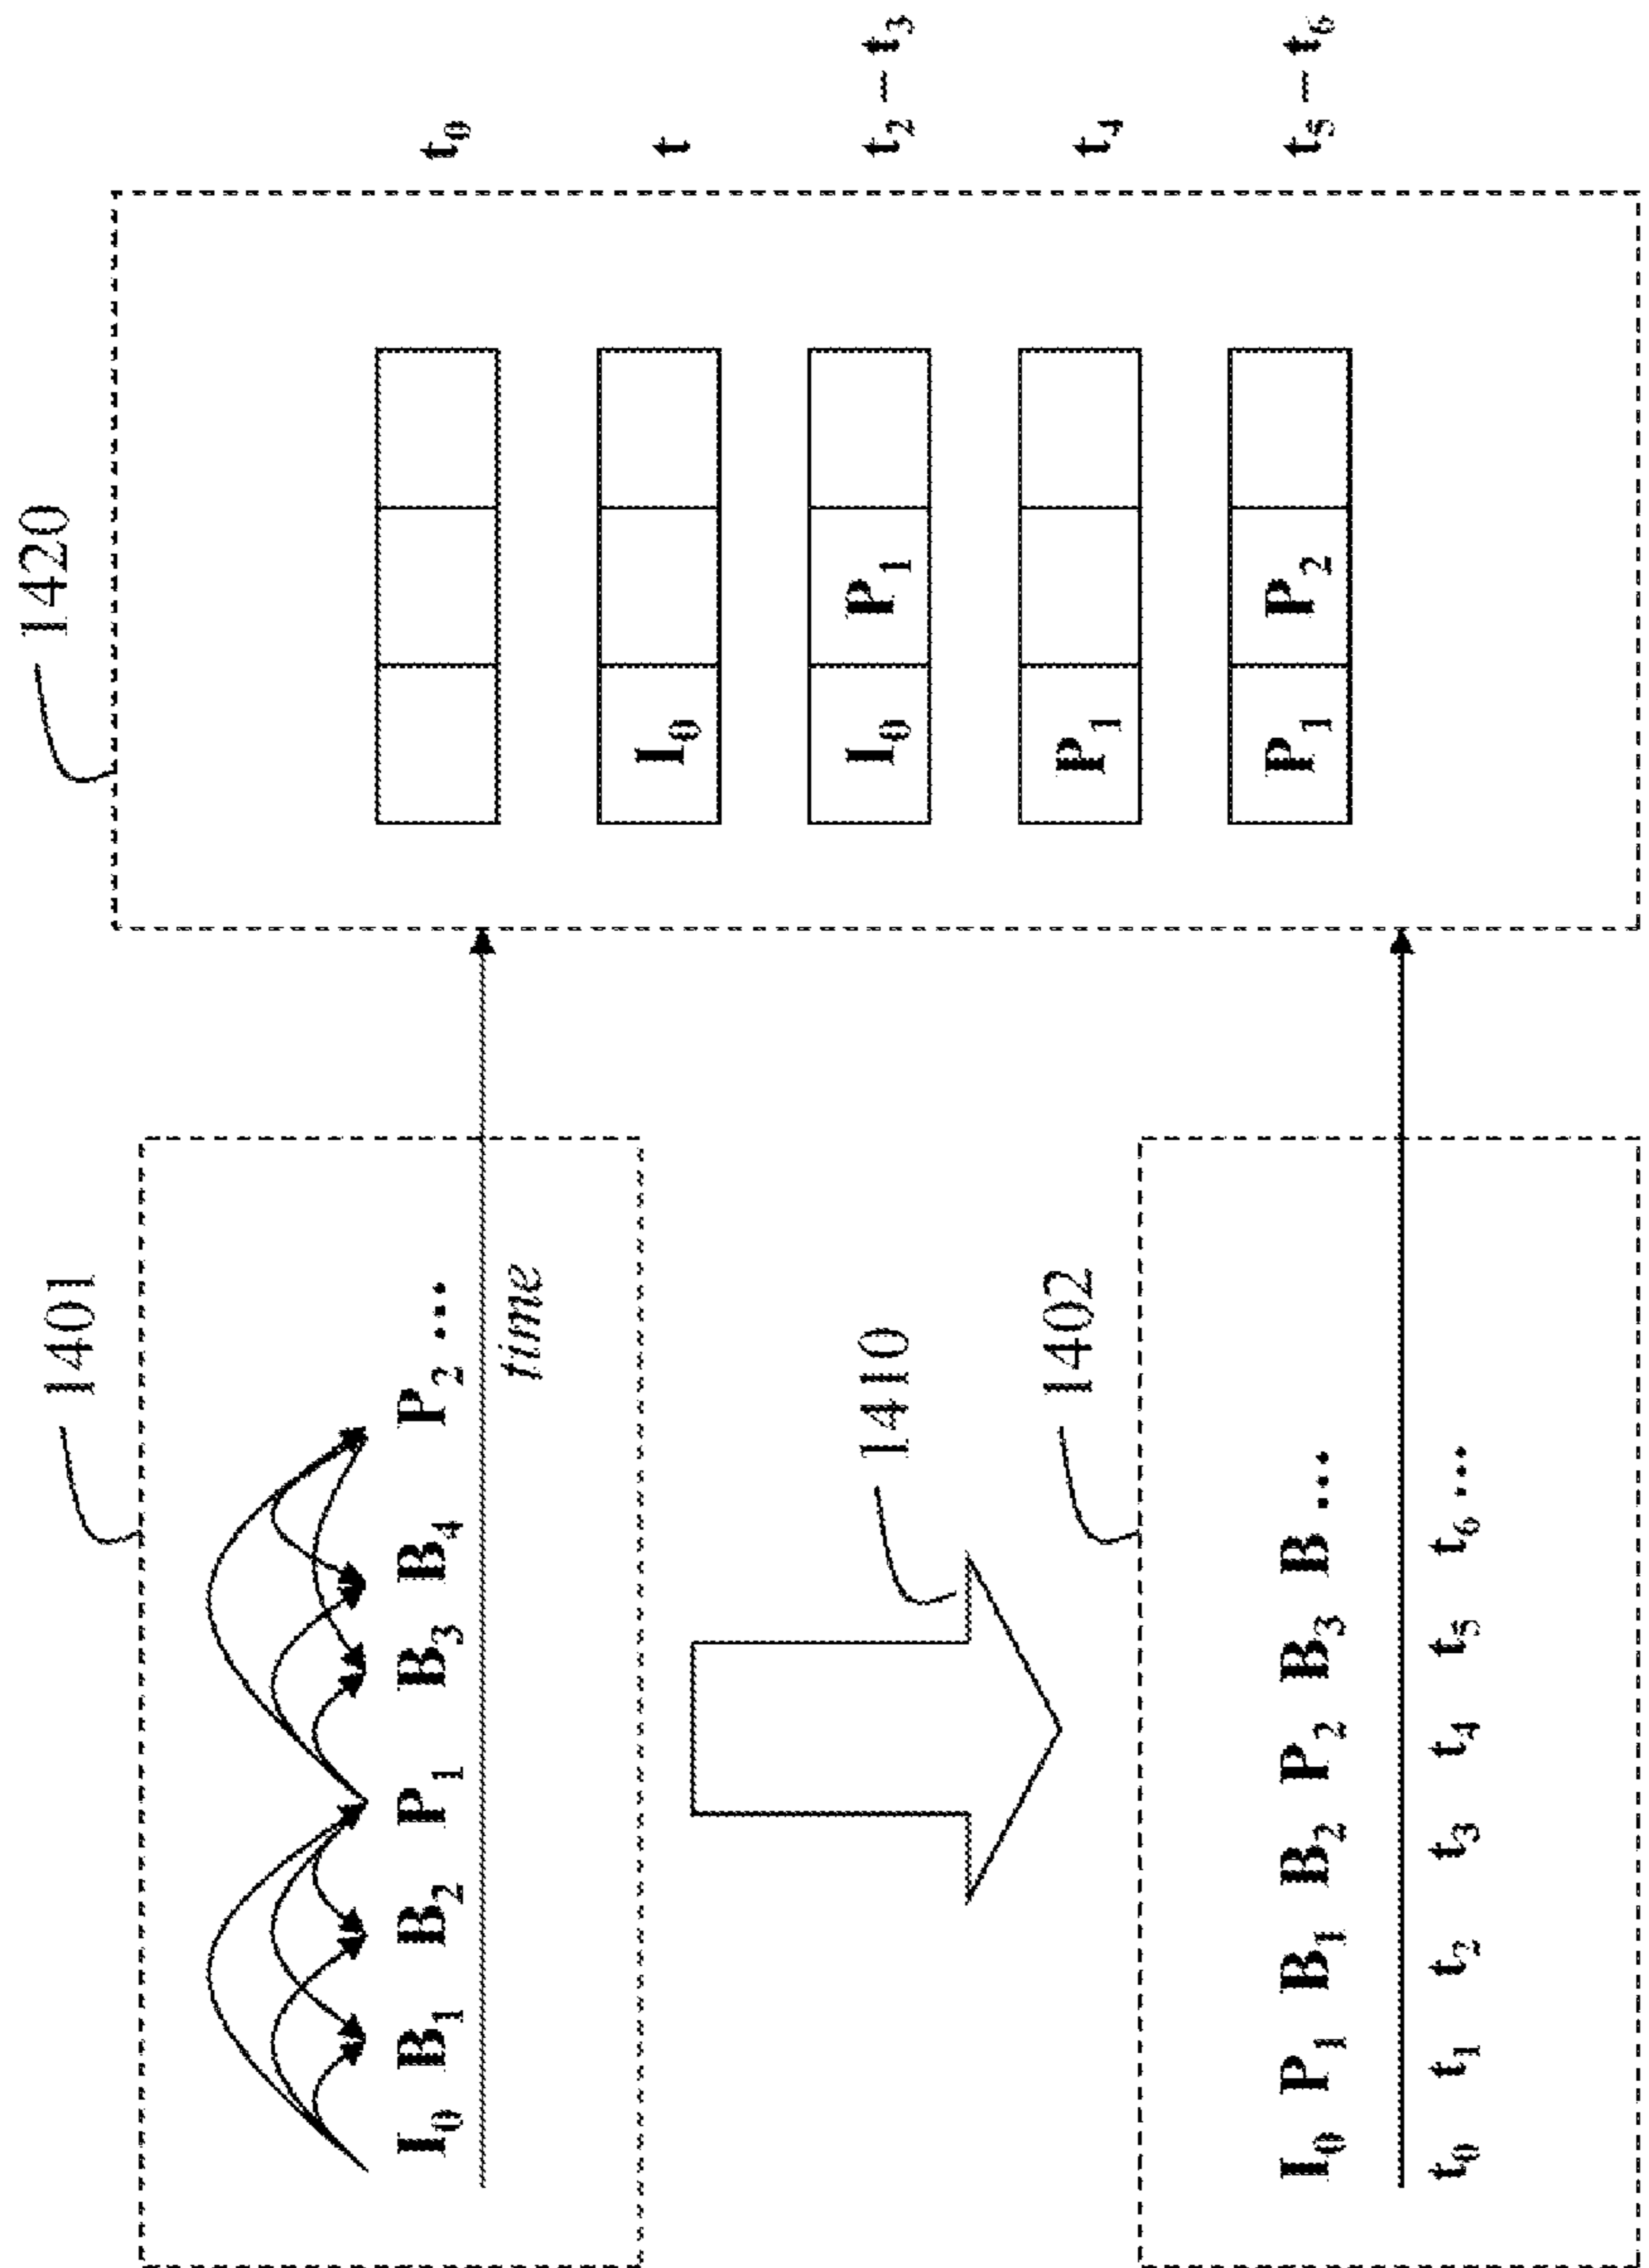 1401
I₀ B₁ B₂ P₁ B₃ B₄ P₂ ...
time
1410
1402
I₀ P₁ B₁ B₂ P₂ B₃ B ...
t₀ t₁ t₂ t₃ t₄ t₅ t₆ ...
1420
t₀
I₀ t
I₀ P₁ t₂ – t₃
P₁ t₄
P₁ P₂ t₅ – t₆